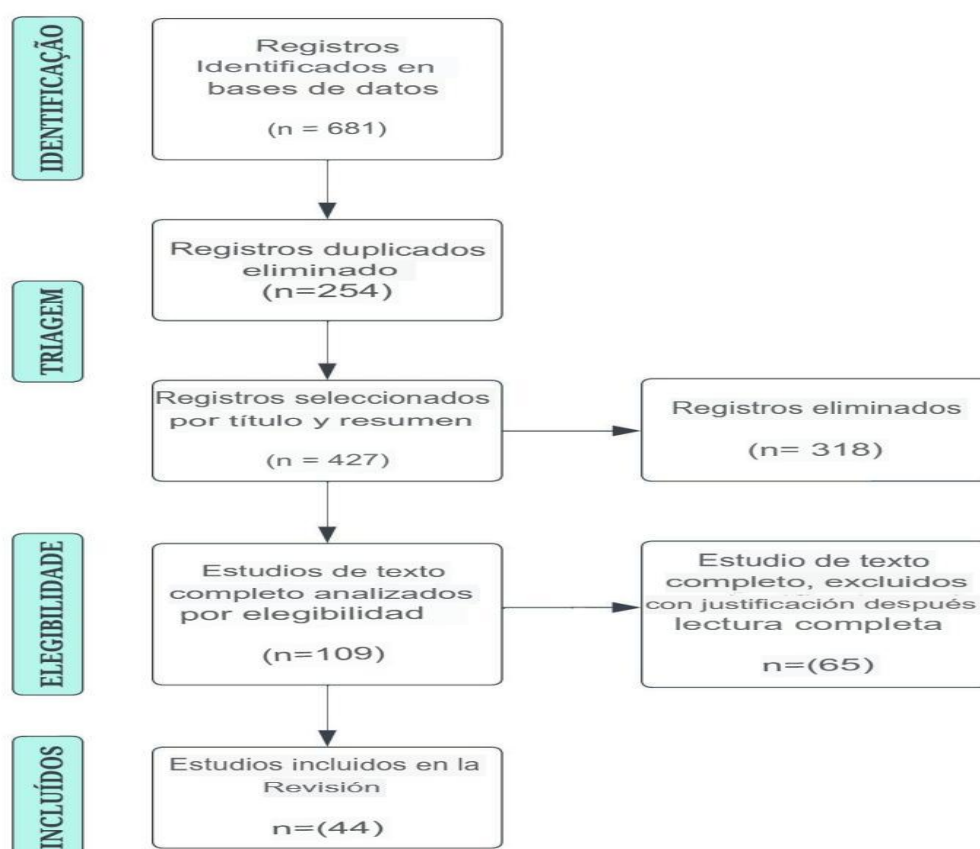 IDENTIFICAÇÃO
Registros
Identificados en
bases de datos
(n = 681)
Registros duplicados
eliminado
(n=254)
TRIAGEM
Registros seleccionados
por título y resumen
(n = 427)
Registros eliminados
(n= 318)
ELEGIBILIDADE
Estudios de texto
completo analizados
por elegibilidad
(n=109)
Estudio de texto
completo, excluidos
con justificación después
lectura completa
n=(65)
INCLUÍDOS
Estudios incluidos en la
Revisión
n=(44)